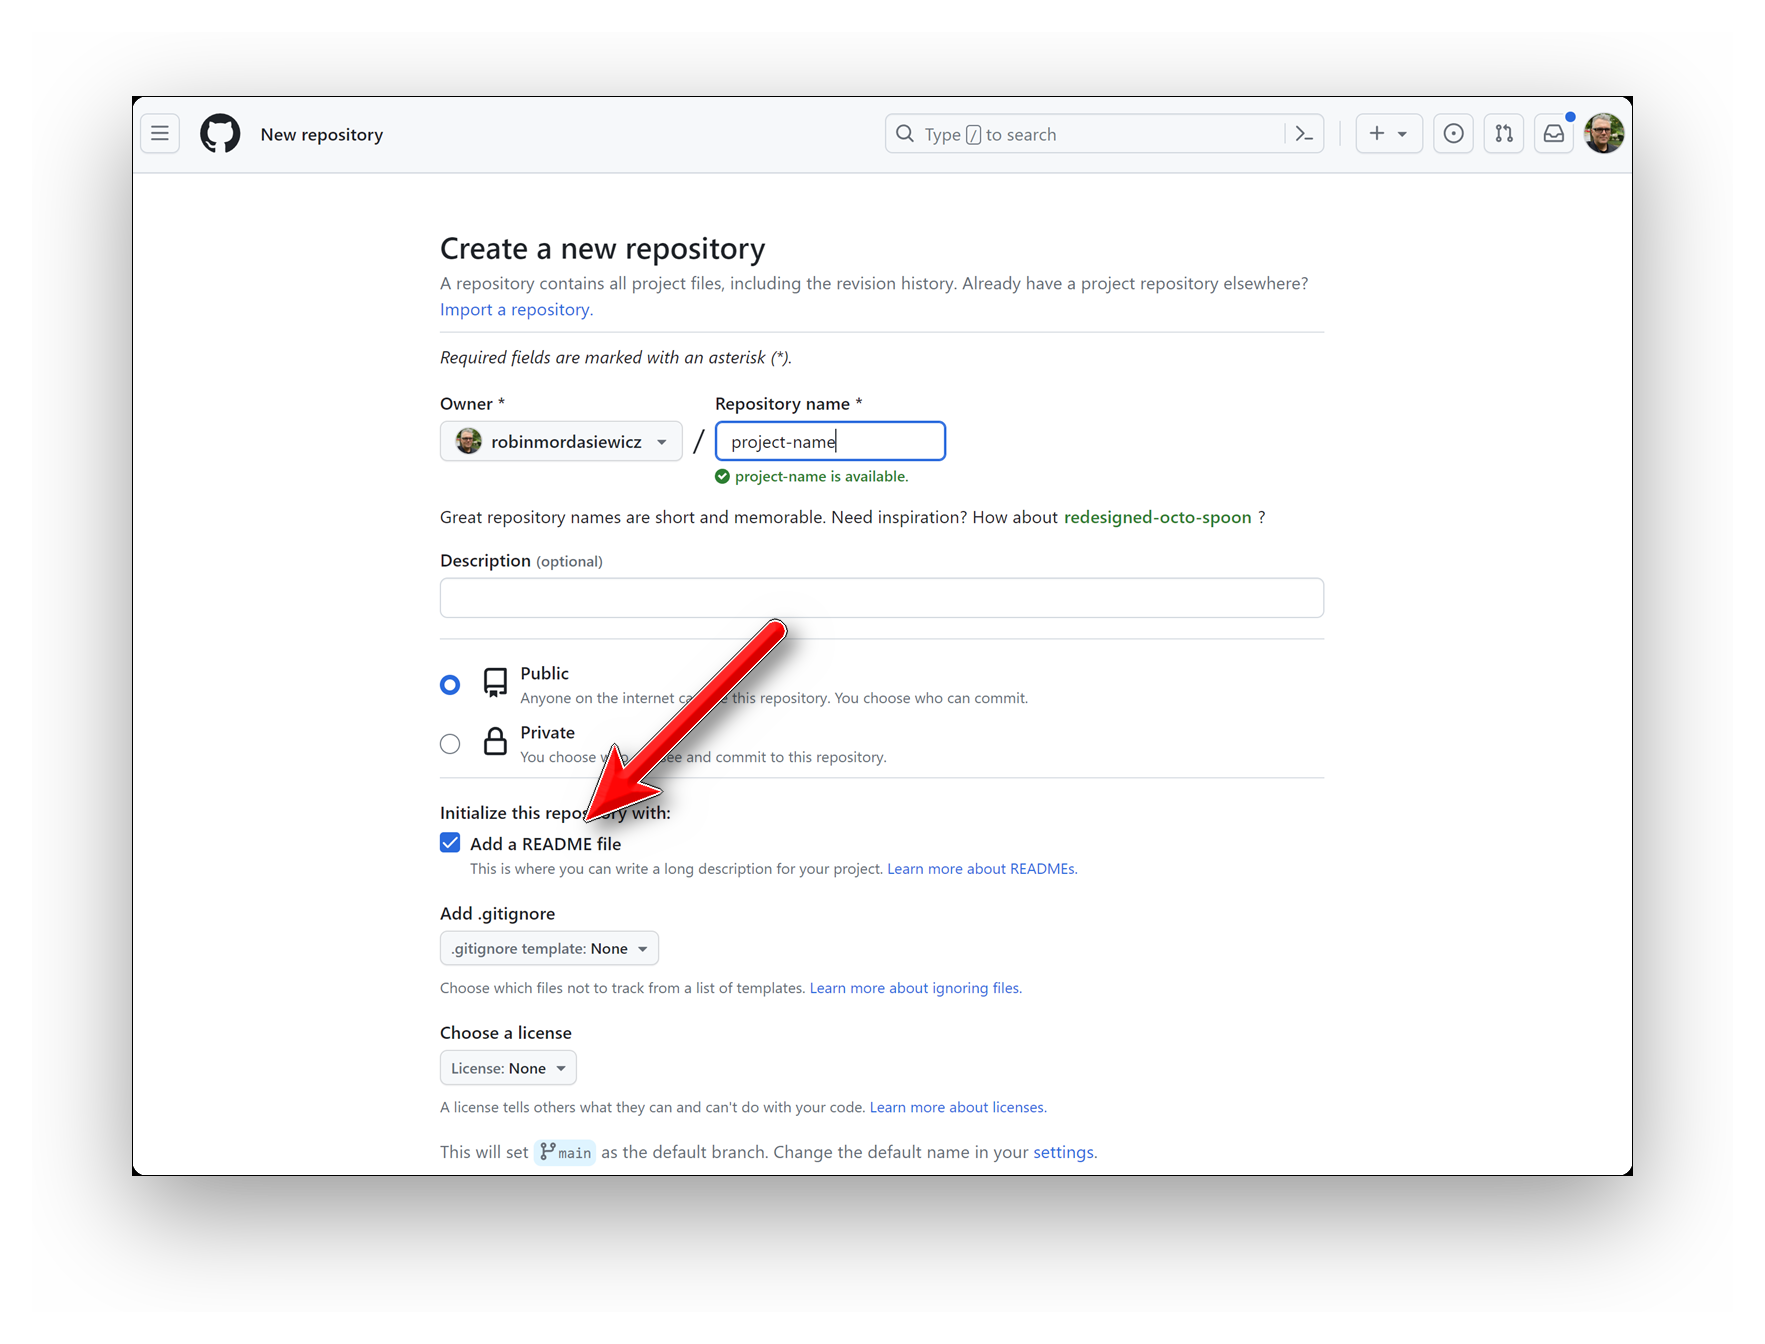 New repository
Type / to search
Create a new repository
A repository contains all project files, including the revision history. Already have a project repository elsewhere?
Import a repository.
Required fields are marked with an asterisk (*).
Owner *
Repository name *
robinmordasiewicz / project-name
project-name is available.
Great repository names are short and memorable. Need inspiration? How about redesigned-octo-spoon ?
Description (optional)
Public
Anyone on the internet this repository. You choose who can commit.
Private
You choose and commit to this repository.
Initialize this repository with:
Add a README file
This is where you can write a long description for your project. Learn more about READMEs.
Add .gitignore
.gitignore template: None
Choose which files not to track from a list of templates. Learn more about ignoring files.
Choose a license
License: None
A license tells others what they can and can't do with your code. Learn more about licenses.
This will set main as the default branch. Change the default name in your settings.